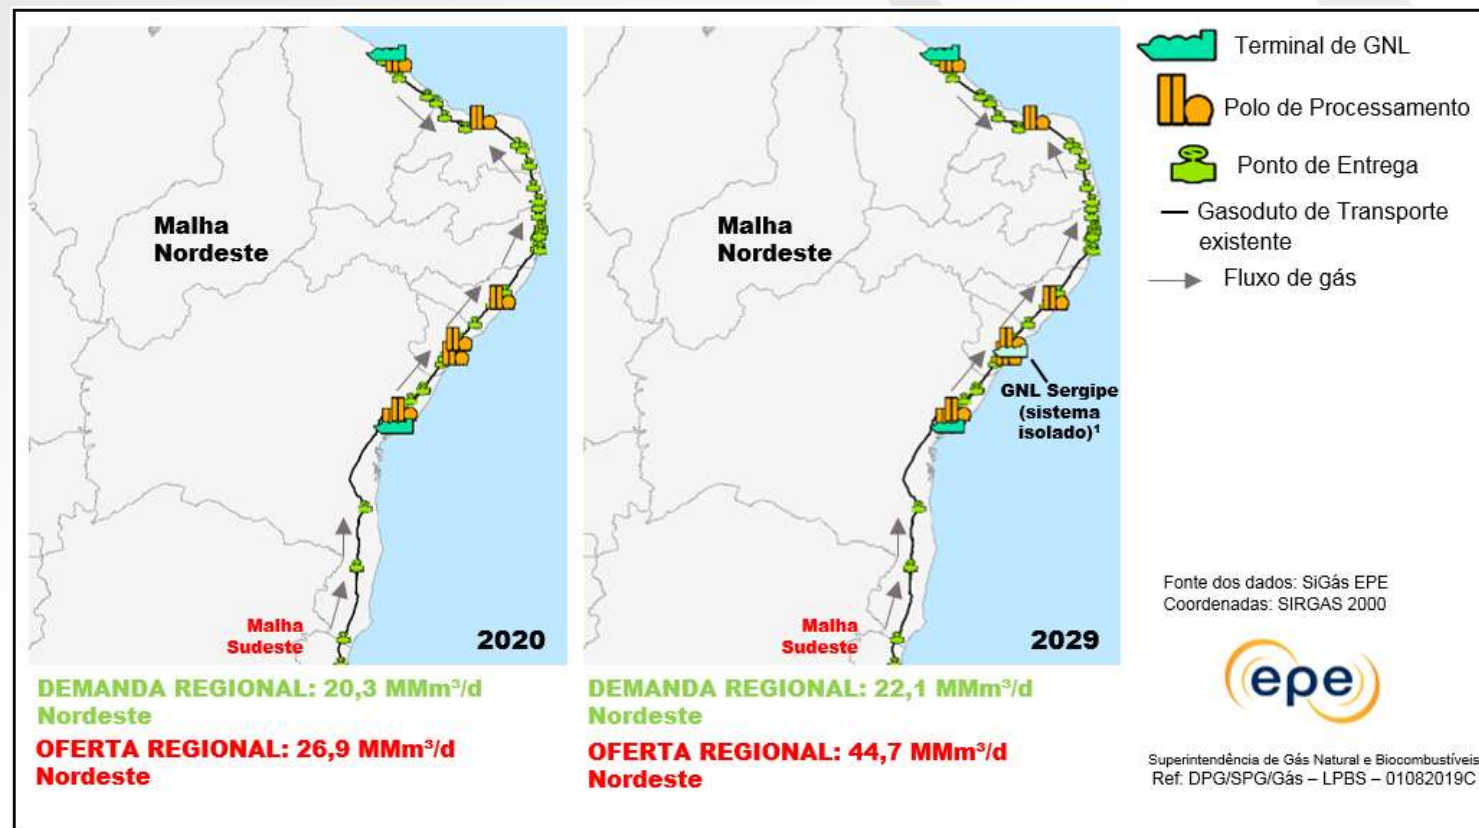 Malha
Nordeste
Malha
Sudeste
2020
DEMANDA REGIONAL: 20,3 MMm³/d
Nordeste
OFERTA REGIONAL: 26,9 MMm³/d
Nordeste
Malha
Nordeste
GNL Sergipe
(sistema
isolado)¹
Malha
Sudeste
2029
DEMANDA REGIONAL: 22,1 MMm³/d
Nordeste
OFERTA REGIONAL: 44,7 MMm³/d
Nordeste
Terminal de GNL
Polo de Processamento
Ponto de Entrega
Gasoduto de Transporte
existente
Fluxo de gás
Fonte dos dados: SiGás EPE
Coordenadas: SIRGAS 2000
epe
Superintendência de Gás Natural e Biocombustíveis
Ref: DPG/SPG/Gás – LPBS – 01082019C